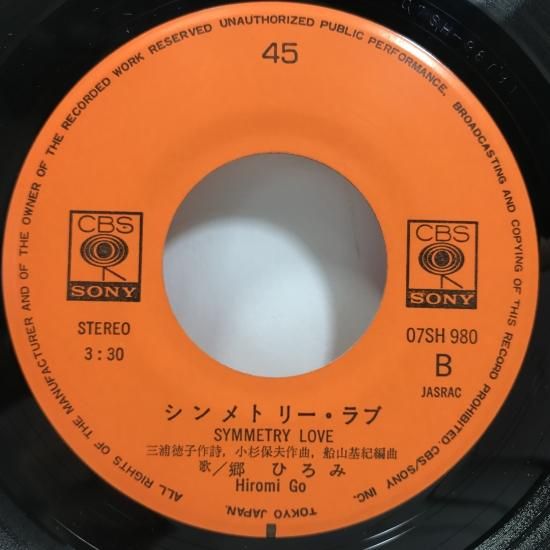 ALL RIGHTS OF THE MANUFACTURER AND OF THE OWNER OF THE RECORDED WORK RESERVED UNAUTHORIZED PUBLIC PERFORMANCE, BROADCASTING AND COPYING OF THIS RECORD PROHIBITED. CBS/SONY INC.
TOKYO JAPAN.
45
CBS
SONY
CBS
SONY
STEREO
3:30
07SH 980
B
JASRAC
シンメトリー・ラブ
SYMMETRY LOVE
三浦徳子作詩, 小杉保夫作曲, 船山基紀編曲
歌/郷 ひろみ
Hiromi Go